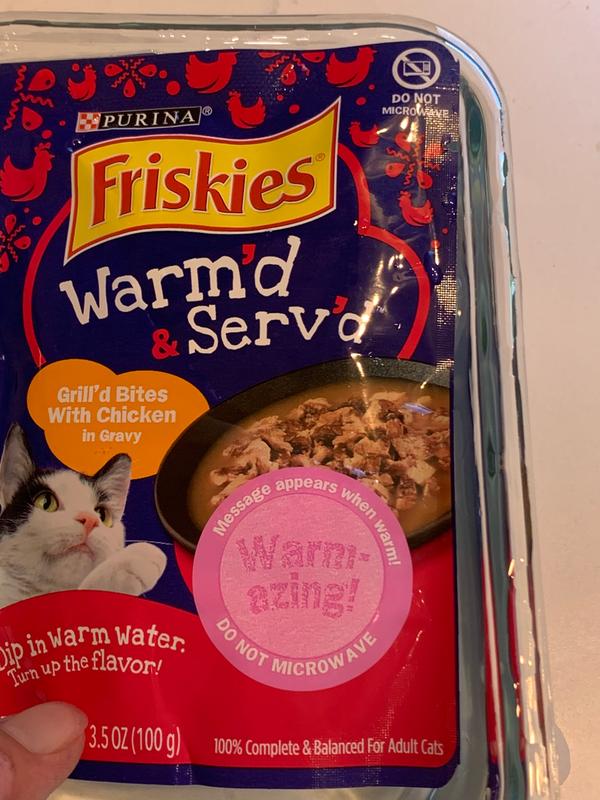 DO NOT
MICROWAVE
PURINA®
Friskies®
Warm'd
& Serv'd™
Grill'd Bites
With Chicken
in Gravy
Message appears when warm!
Warm-
azing!
DO NOT MICROWAVE
Dip in Warm Water.
Turn up the flavor!
3.5 OZ (100 g)
100% Complete & Balanced For Adult Cats